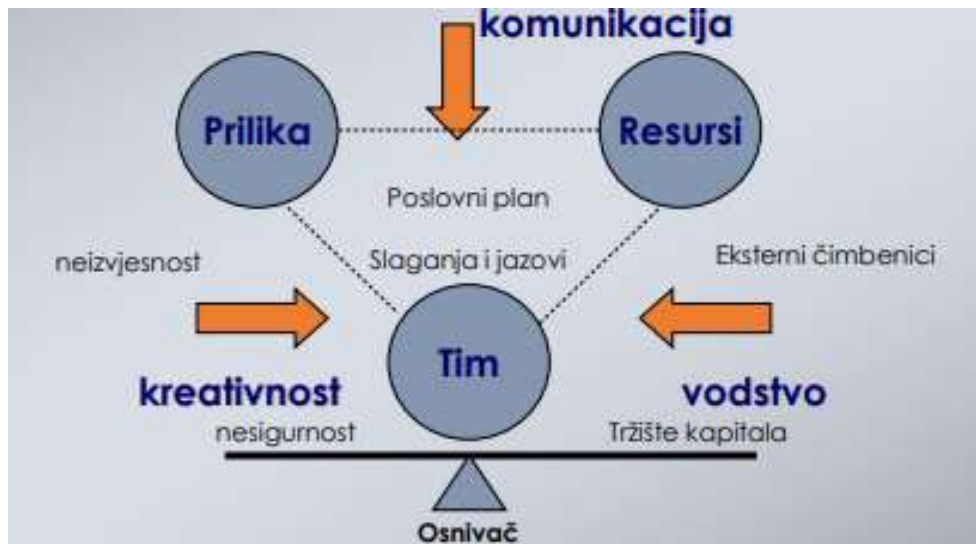 komunikacija
Prilika
Resursi
Poslovni plan
neizvjesnost
Slaganja i jazovi
Eksterni čimbenici
Tim
kreativnost
vodstvo
nesigurnost
Tržište kapitala
Osnivač